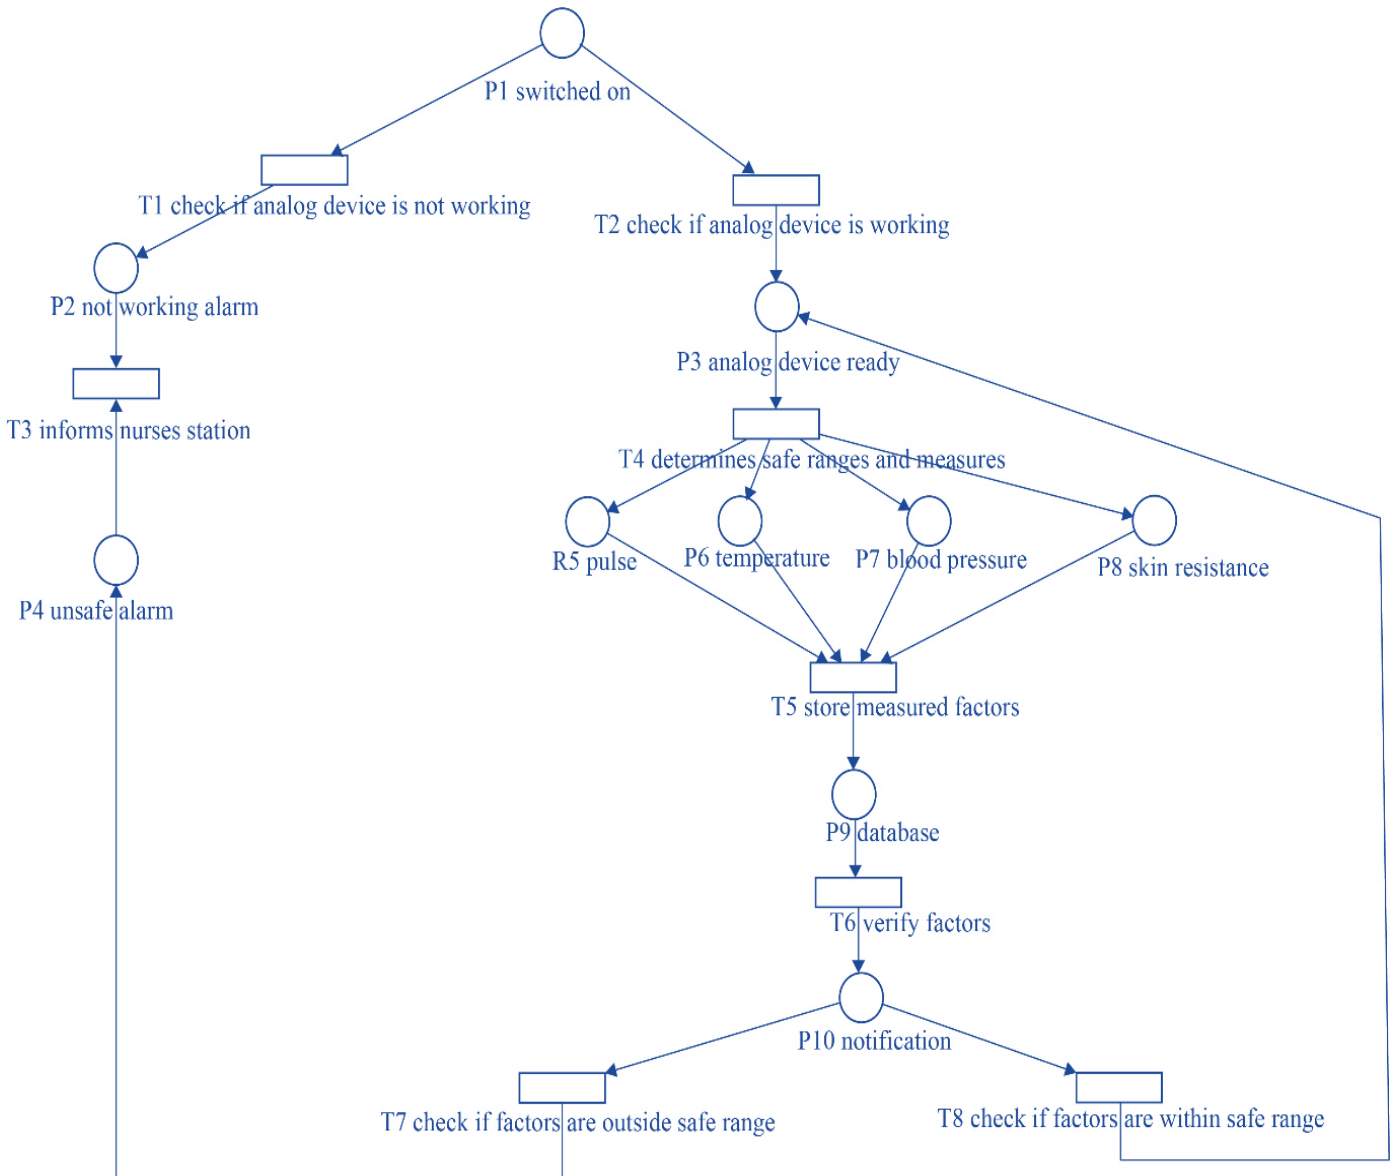 P1 switched on
T1 check if analog device is not working
T2 check if analog device is working
P2 not working alarm
P3 analog device ready
T3 informs nurses station
T4 determines safe ranges and measures
R5 pulse
P6 temperature
P7 blood pressure
P8 skin resistance
P4 unsafe alarm
T5 store measured factors
P9 database
T6 verify factors
P10 notification
T7 check if factors are outside safe range
T8 check if factors are within safe range